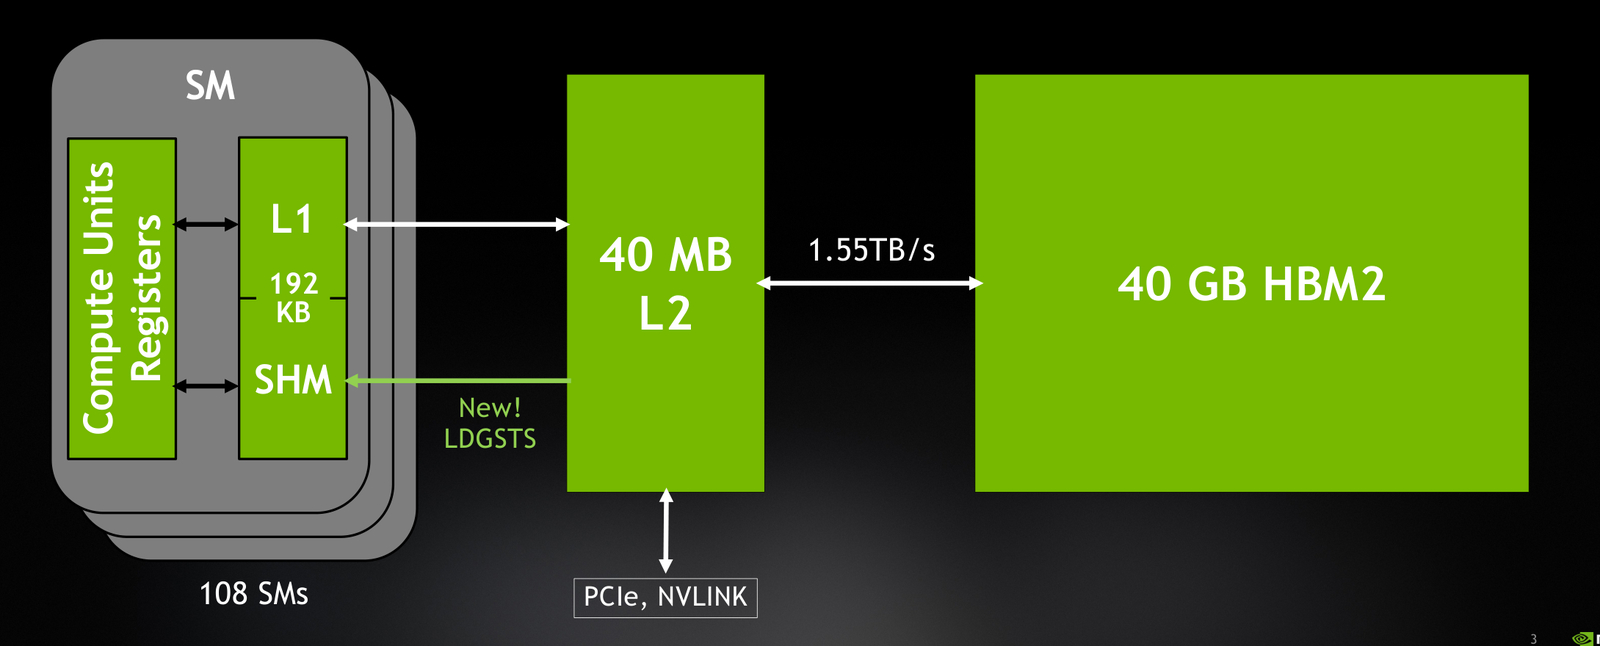 SM
Compute Units
Registers
L1
192
KB
SHM
108 SMs
New!
LDGSTS
40 MB
L2
PCIe, NVLINK
1.55TB/s
40 GB HBM2
3